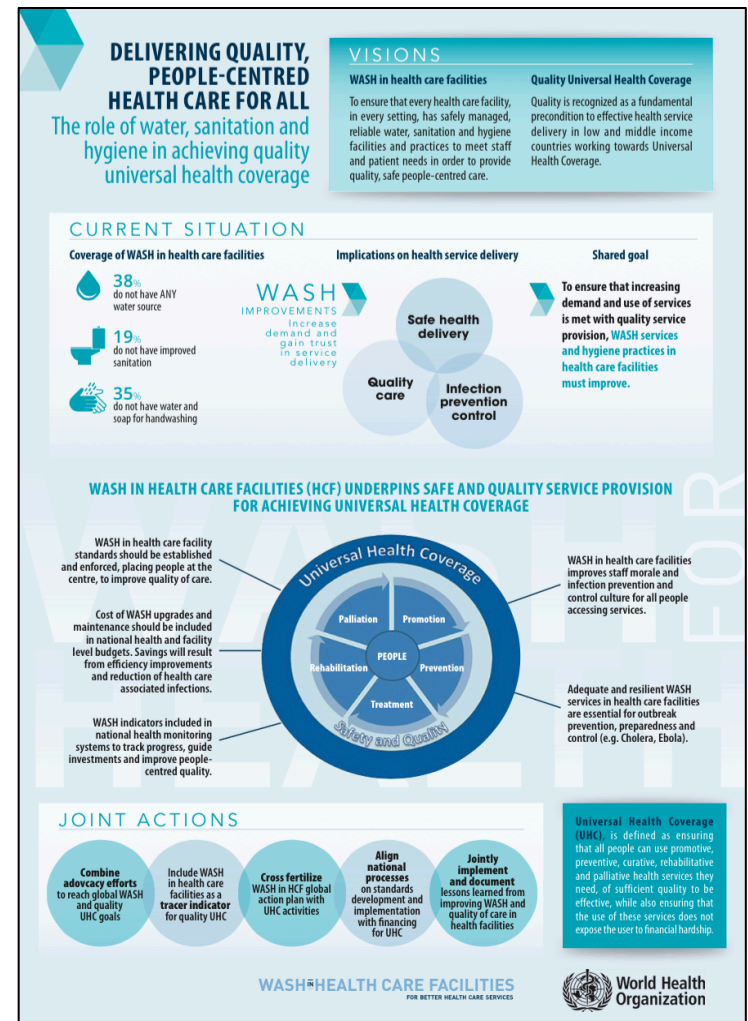 DELIVERING QUALITY,
PEOPLE-CENTRED
HEALTH CARE FOR ALL
The role of water, sanitation and
hygiene in achieving quality
universal health coverage
VISIONS
WASH in health care facilities
To ensure that every health care facility,
in every setting, has safely managed,
reliable water, sanitation and hygiene
facilities and practices to meet staff
and patient needs in order to provide
quality, safe people-centred care.
Quality Universal Health Coverage
Quality is recognized as a fundamental
precondition to effective health service
delivery in low and middle income
countries working towards Universal
Health Coverage.
CURRENT SITUATION
Coverage of WASH in health care facilities
38%
do not have ANY
water source
19%
do not have improved
sanitation
35%
do not have water and
soap for handwashing
Implications on health service delivery
WASH
IMPROVEMENTS
Increase
demand and
gain trust
in service
delivery
Safe health
delivery
Quality
care
Infection
prevention
control
Shared goal
To ensure that increasing
demand and use of services
is met with quality service
provision, WASH services
and hygiene practices in
health care facilities
must improve.
WASH FOR
HEALTH
WASH IN HEALTH CARE FACILITIES (HCF) UNDERPINS SAFE AND QUALITY SERVICE PROVISION
FOR ACHIEVING UNIVERSAL HEALTH COVERAGE
WASH in health care facility
standards should be established
and enforced, placing people at the
centre, to improve quality of care.
Cost of WASH upgrades and
maintenance should be included
in national health and facility
level budgets. Savings will result
from efficiency improvements
and reduction of health care
associated infections.
WASH indicators included in
national health monitoring
systems to track progress, guide
investments and improve people-
centred quality.
Universal Health Coverage
Palliation
Promotion
PEOPLE
Rehabilitation
Prevention
Treatment
Safety and Quality
WASH in health care facilities
improves staff morale and
infection prevention and
control culture for all people
accessing services.
Adequate and resilient WASH
services in health care facilities
are essential for outbreak
prevention, preparedness and
control (e.g. Cholera, Ebola).
JOINT ACTIONS
Combine
adovcacy efforts
to reach global WASH
and quality
UHC goals
Include WASH
in health care
facilities as a
tracer indicator
for quality UHC
Cross fertilize
WASH in HCF global
action plan with
UHC activities
Align
national
processes
on standards
development and
implementation
with financing
for UHC
Jointly
implement
and document
lessons learned from
improving WASH and
quality of care in
health facilities
Universal Health Coverage
(UHC), is defined as ensuring
that all people can use promotive,
preventive, curative, rehabilitative
and palliative health services they
need, of sufficient quality to be
effective, while also ensuring that
the use of these services does not
expose the user to financial hardship.
WASH IN HEALTH CARE FACILITIES
FOR BETTER HEALTH CARE SERVICES
World Health
Organization